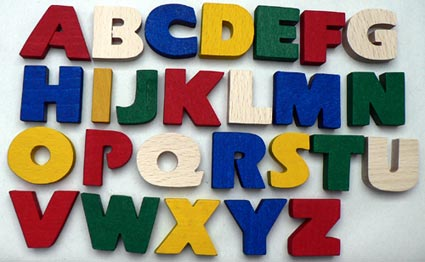 ABCDEFG
HIJKLMN
OPQRSTU
VWXYZ